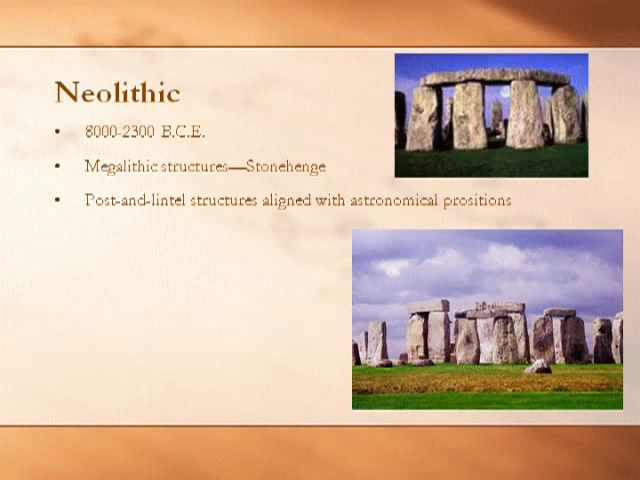 Neolithic
• 8000-2300 B.C.E.
• Megalithic structures—Stonehenge
• Post-and-lintel structures aligned with astronomical prositions